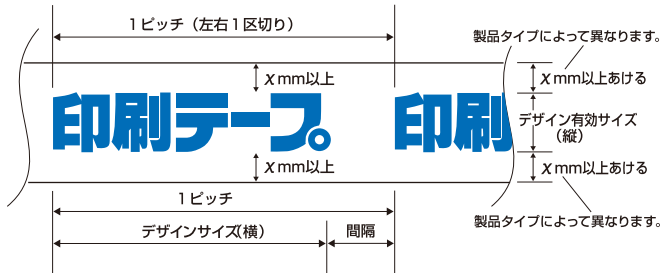 1ピッチ（左右1区切り）
製品タイプによって異なります。
xmm以上
xmm以上あける
印刷テープ。
印刷
デザイン有効サイズ
（縦）
xmm以上
xmm以上あける
1ピッチ
製品タイプによって異なります。
デザインサイズ（横）
間隔